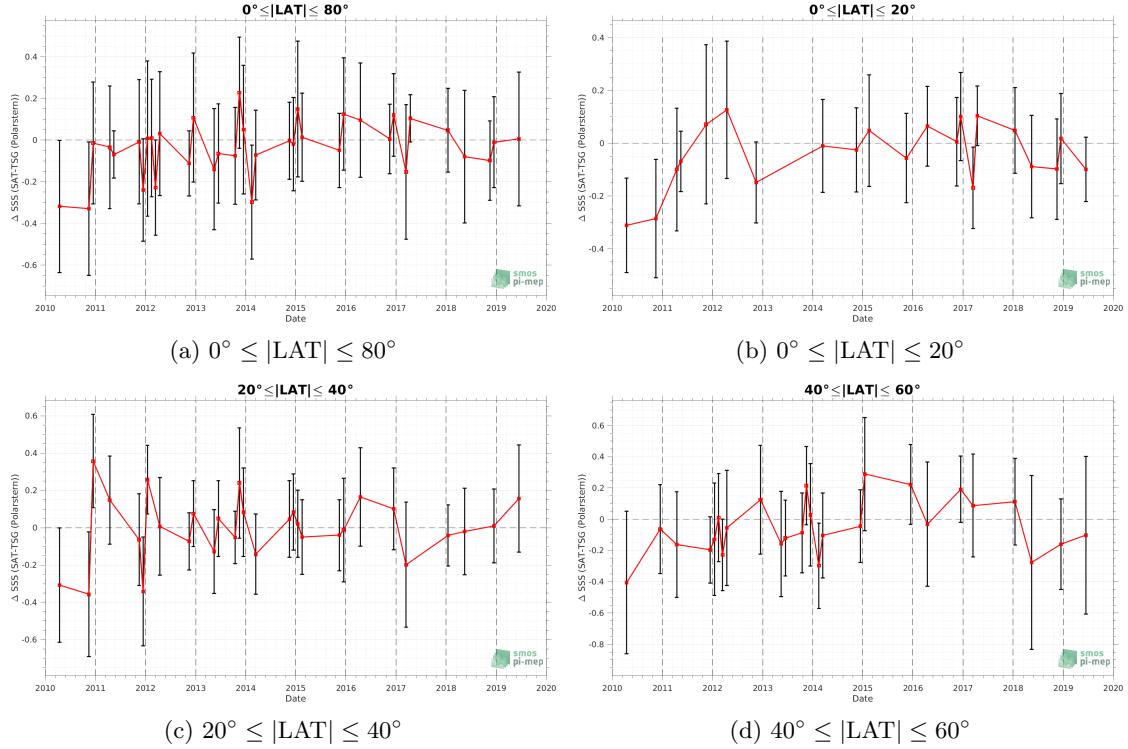 0°≤|LAT|≤ 80°
Δ SSS (SAT-TSG (Polarstern))
0.4
0.2
0
-0.2
-0.4
-0.6
2010 2011 2012 2013 2014 2015 2016 2017 2018 2019 2020
Date
smos
pi-mep
(a) 0° ≤ |LAT| ≤ 80°
0°≤|LAT|≤ 20°
Δ SSS (SAT-TSG (Polarstern))
0.4
0.2
0
-0.2
-0.4
2010 2011 2012 2013 2014 2015 2016 2017 2018 2019 2020
Date
smos
pi-mep
(b) 0° ≤ |LAT| ≤ 20°
20°≤|LAT|≤ 40°
Δ SSS (SAT-TSG (Polarstern))
0.6
0.4
0.2
0
-0.2
-0.4
-0.6
2010 2011 2012 2013 2014 2015 2016 2017 2018 2019 2020
Date
smos
pi-mep
(c) 20° ≤ |LAT| ≤ 40°
40°≤|LAT|≤ 60°
Δ SSS (SAT-TSG (Polarstern))
0.6
0.4
0.2
0
-0.2
-0.4
-0.6
-0.8
2010 2011 2012 2013 2014 2015 2016 2017 2018 2019 2020
Date
smos
pi-mep
(d) 40° ≤ |LAT| ≤ 60°